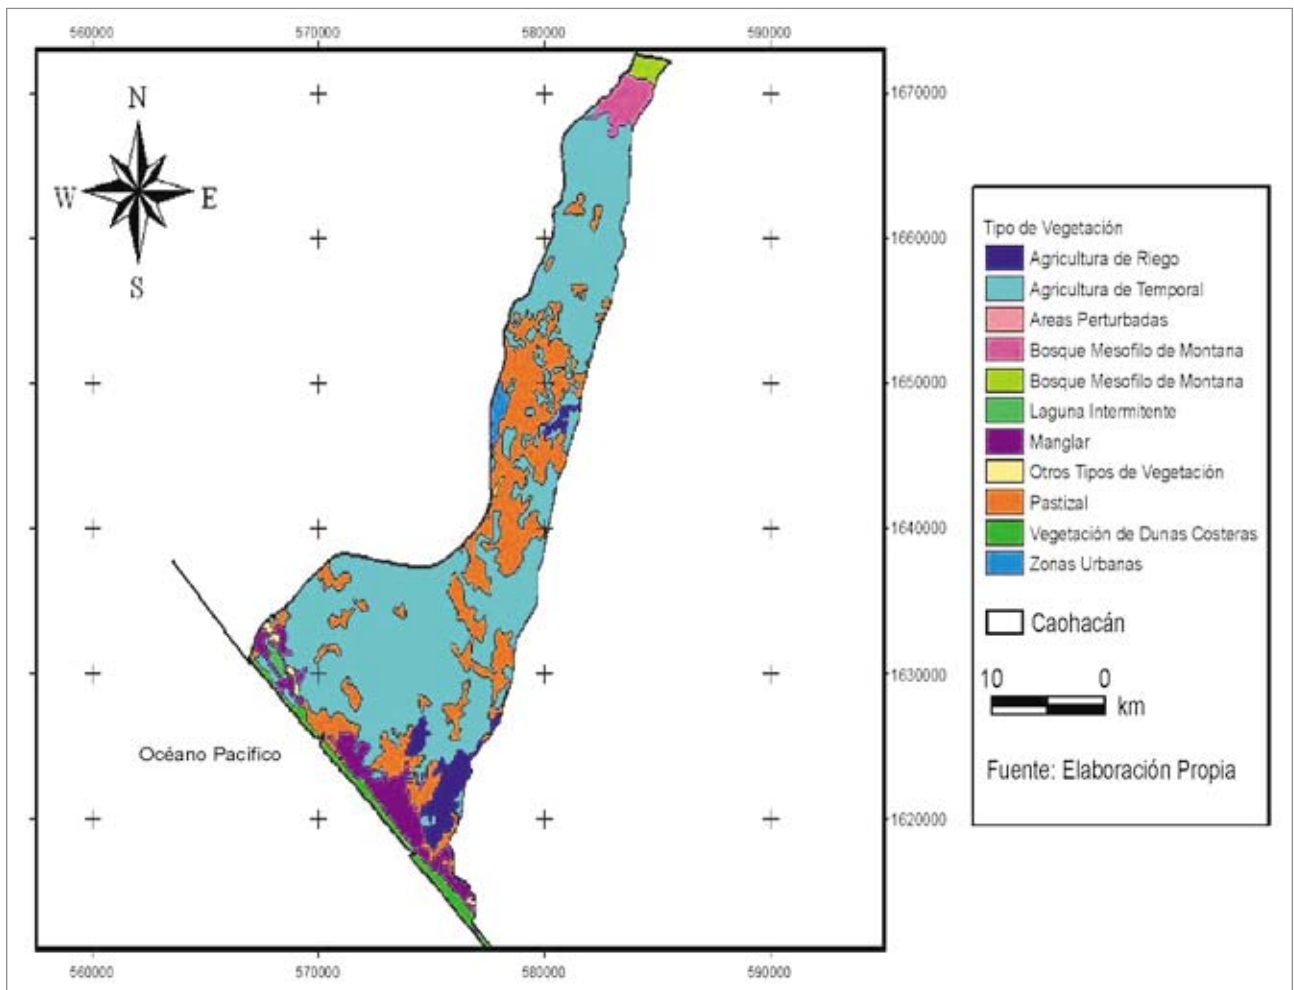 560000 570000 580000 590000
N
W E
S
1670000
1660000
1650000
1640000
1630000
1620000
Océano Pacífico
560000 570000 580000 590000
Tipo de Vegetación
Agricultura de Riego
Agricultura de Temporal
Areas Perturbadas
Bosque Mesofilo de Montana
Bosque Mesofilo de Montana
Laguna Intermitente
Manglar
Otros Tipos de Vegetación
Pastizal
Vegetación de Dunas Costeras
Zonas Urbanas
Caohacán
10 0
km
Fuente: Elaboración Propia